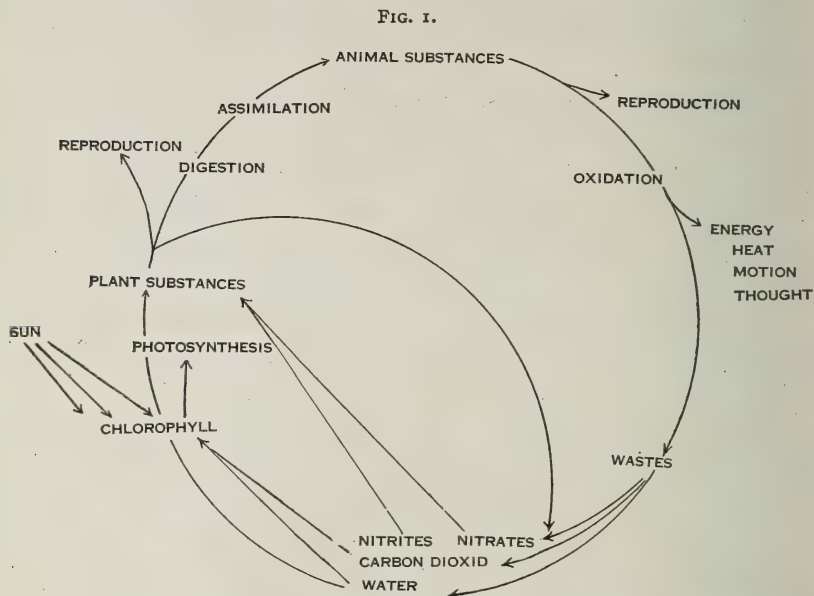 FIG. 1.
ANIMAL SUBSTANCES
REPRODUCTION
ASSIMILATION
REPRODUCTION
DIGESTION
OXIDATION
ENERGY
HEAT
MOTION
THOUGHT
PLANT SUBSTANCES
SUN
PHOTOSYNTHESIS
CHLOROPHYLL
WASTES
NITRITES NITRATES
CARBON DIOXID
WATER